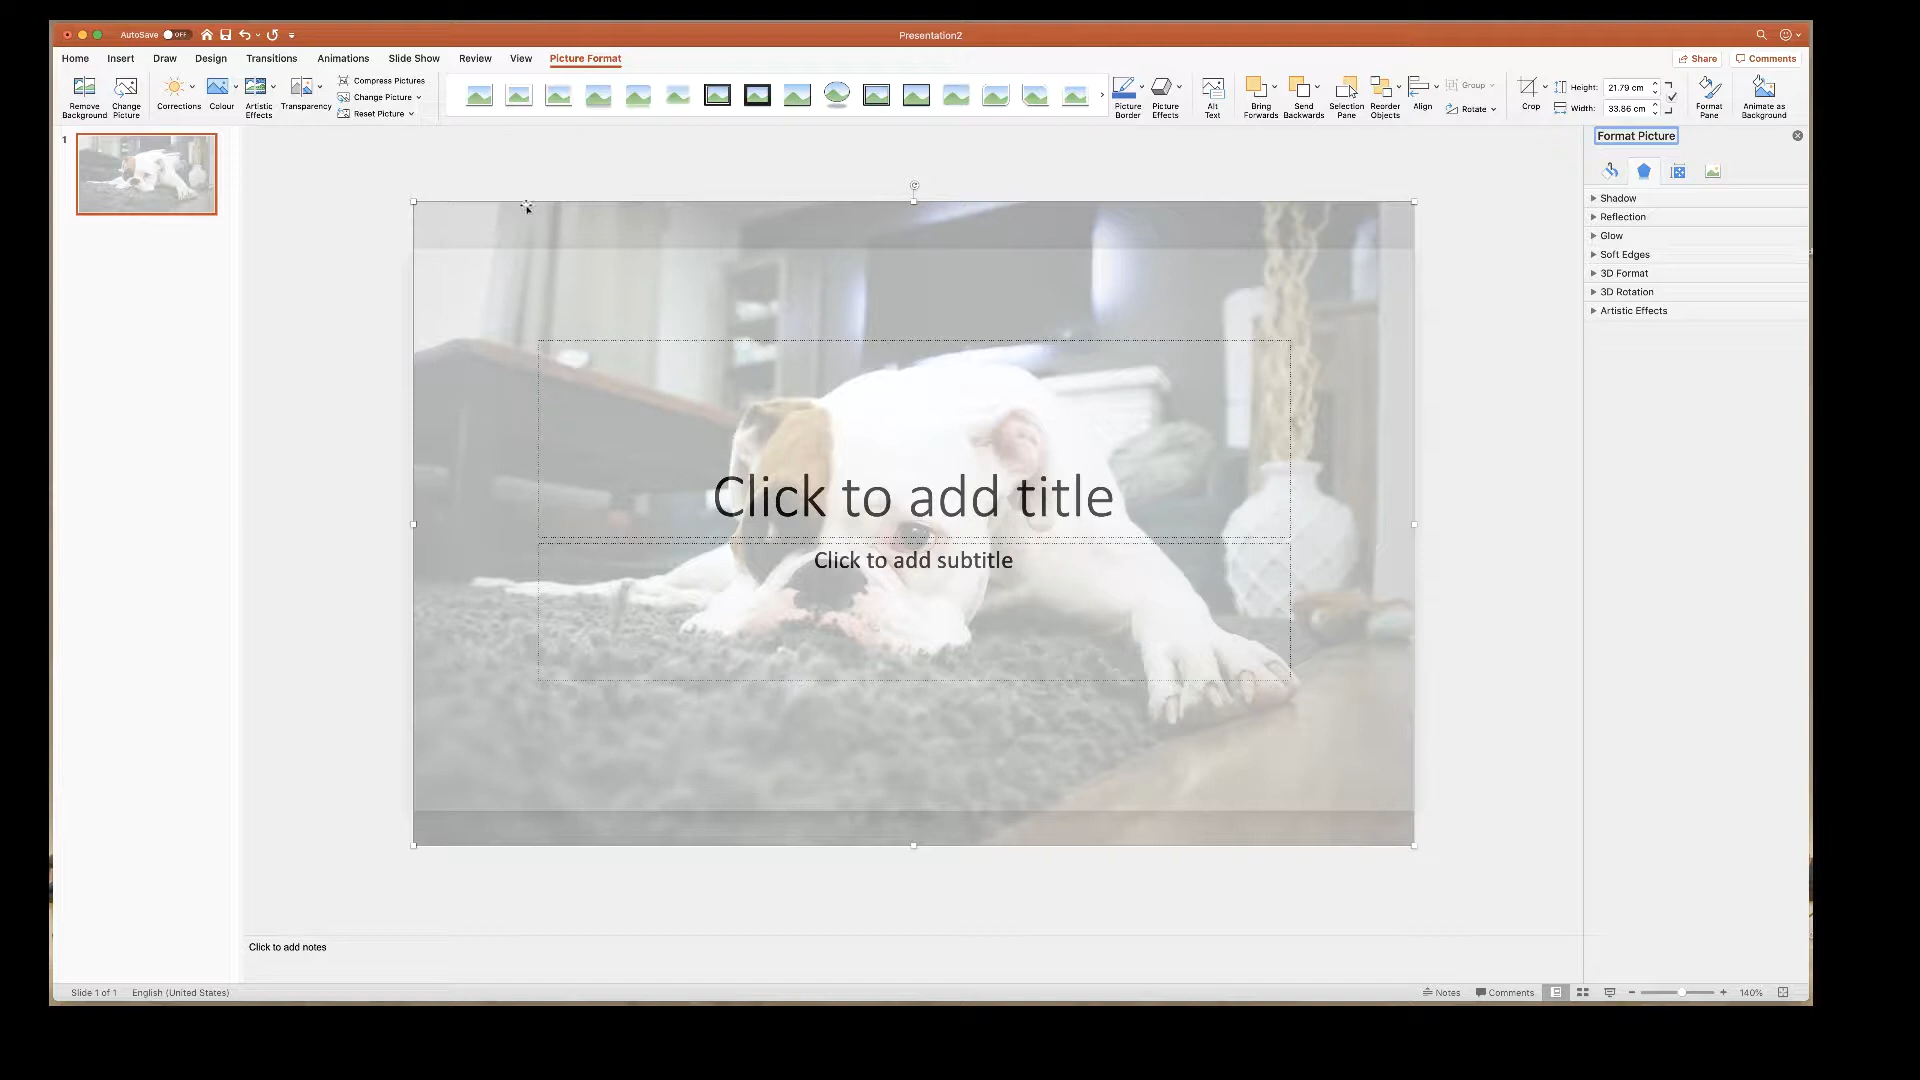 AutoSave OFF
Presentation2
Home Insert Draw Design Transitions Animations Slide Show Review View Picture Format
Share Comments
Remove Background
Change Picture
Corrections
Colour
Artistic Effects
Transparency
Compress Pictures
Change Picture
Reset Picture
Picture Border
Picture Effects
Alt Text
Bring Forwards
Send Backwards
Selection Pane
Reorder Objects
Align
Group
Rotate
Crop
Height: 21.79 cm
Width: 33.86 cm
Format Pane
Animate as Background
1
Format Picture
Shadow
Reflection
Glow
Soft Edges
3D Format
3D Rotation
Artistic Effects
Click to add title
Click to add subtitle
Click to add notes
Slide 1 of 1 English (United States)
Notes Comments 140%